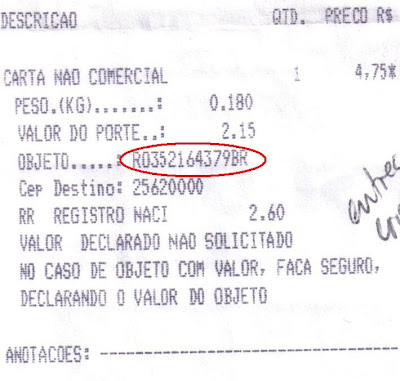 DESCRICAO QTD. PRECO R$
CARTA NAO COMERCIAL 1 4,75*
PESO.(KG).......: 0.180
VALOR DO PORTE..: 2.15
OBJETO.....: RO352164379BR
Cep Destino: 25620000
RR REGISTRO NACI 2.60
VALOR DECLARADO NAO SOLICITADO
NO CASO DE OBJETO COM VALOR, FACA SEGURO,
DECLARANDO O VALOR DO OBJETO
ANOTACOES: ------------------------------